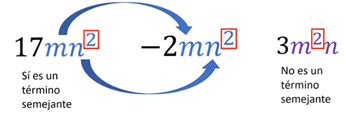 17mn² −2mn² 3m²n
Sí es un
término
semejante
No es un
término
semejante